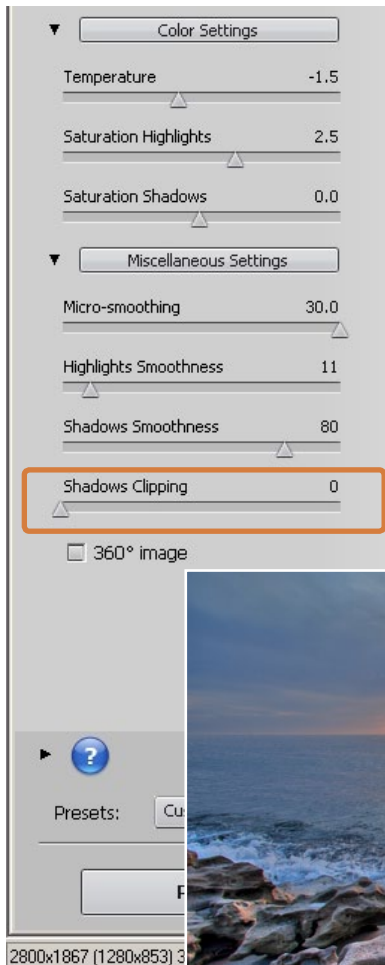 Color Settings
Temperature -1.5
Saturation Highlights 2.5
Saturation Shadows 0.0
Miscellaneous Settings
Micro-smoothing 30.0
Highlights Smoothness 11
Shadows Smoothness 80
Shadows Clipping 0
360° image
?
Presets:
2800x1867 (1280x853)